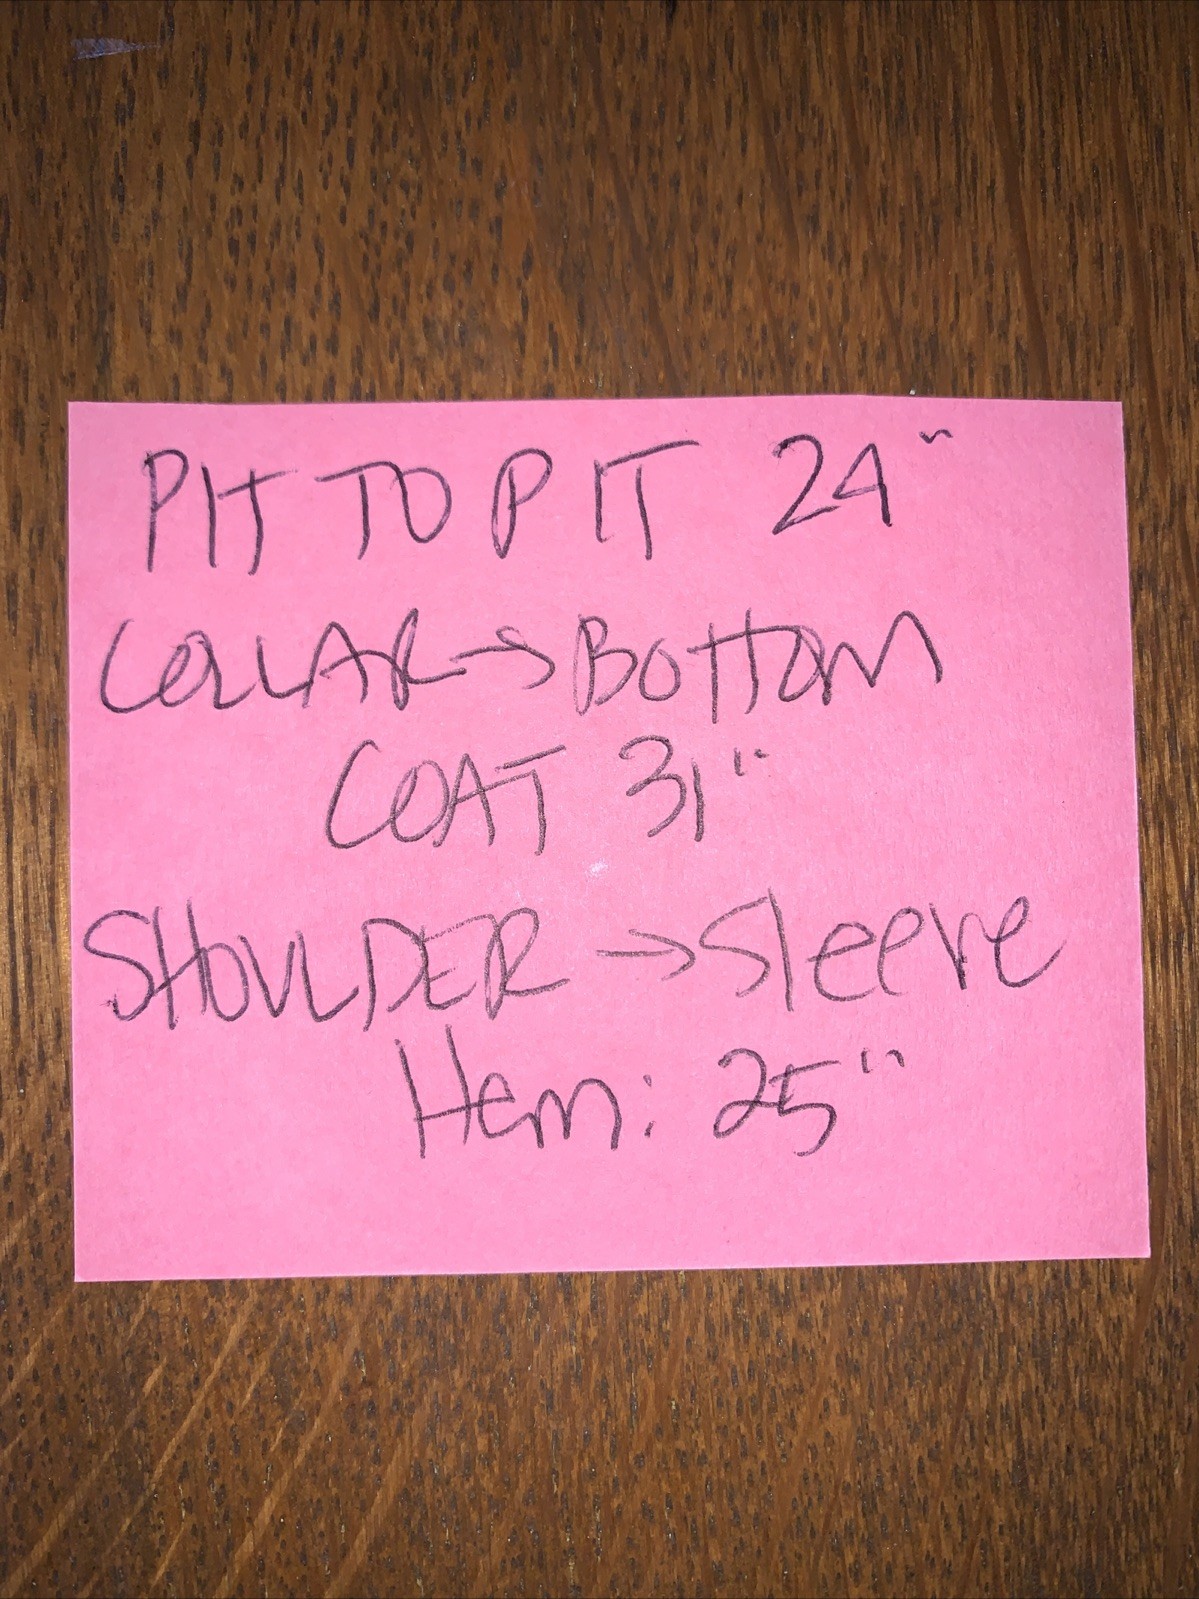 PIT TO PIT 24"
COLLAR → BOTTOM
COAT 31"
SHOULDER → Sleeve
Hem: 25"